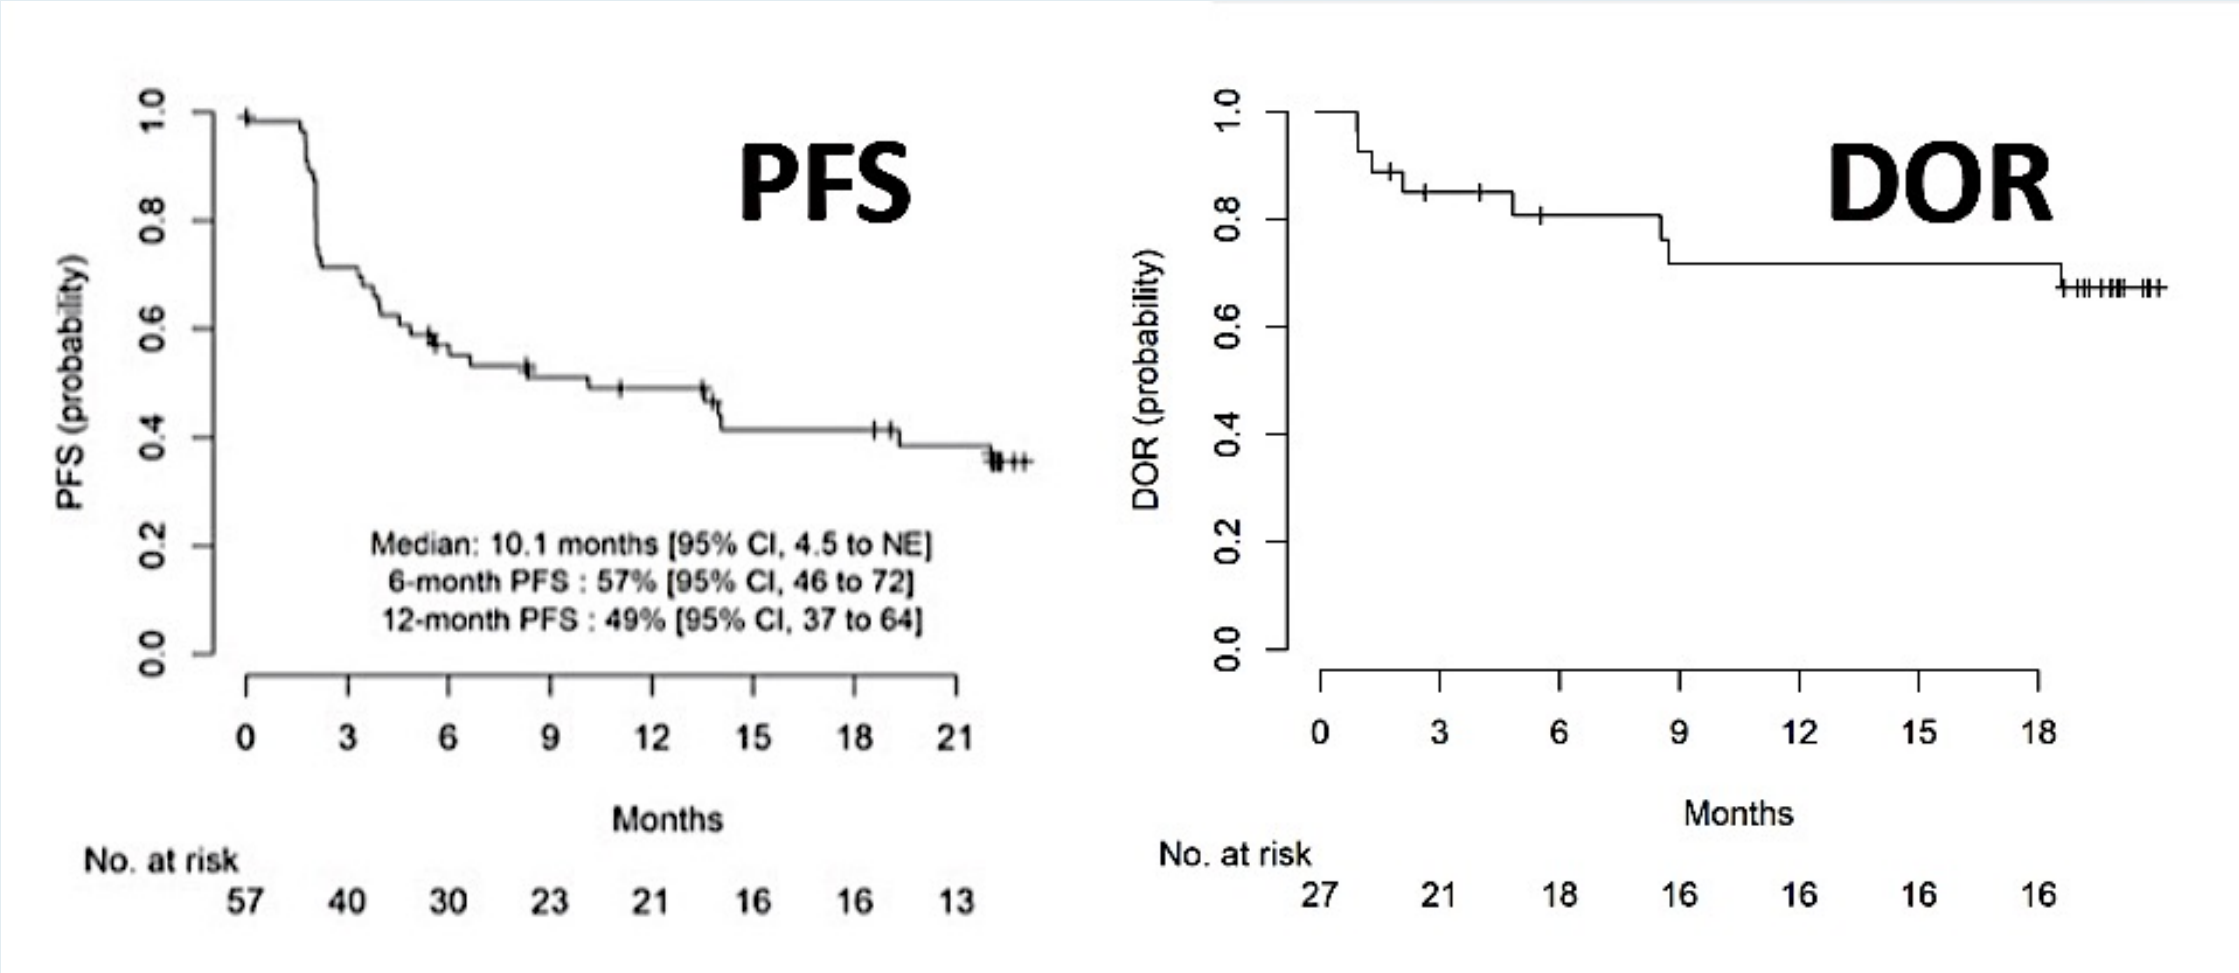 PFS
PFS (probability)
1.0
0.8
0.6
0.4
0.2
0.0
Median: 10.1 months [95% CI, 4.5 to NE]
6-month PFS : 57% [95% CI, 46 to 72]
12-month PFS : 49% [95% CI, 37 to 64]
0 3 6 9 12 15 18 21
Months
No. at risk
57 40 30 23 21 16 16 13
DOR
DOR (probability)
1.0
0.8
0.6
0.4
0.2
0.0
0 3 6 9 12 15 18
Months
No. at risk
27 21 18 16 16 16 16